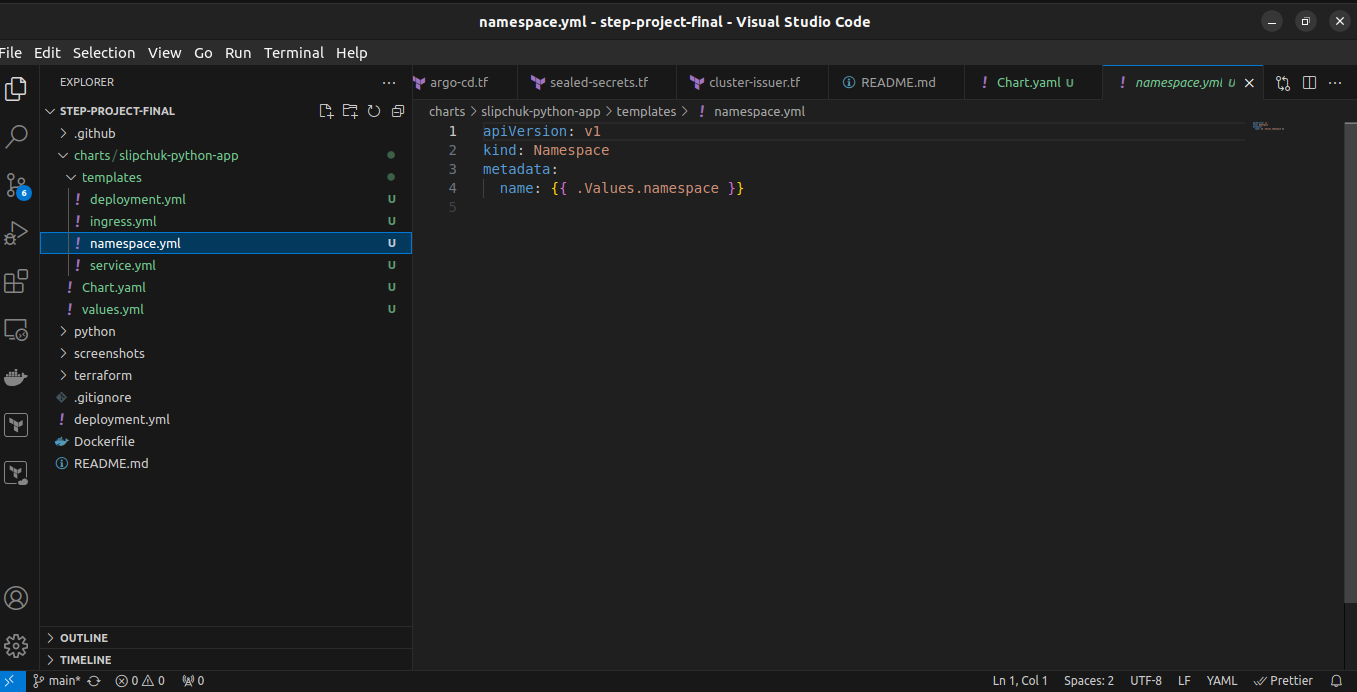 namespace.yml - step-project-final - Visual Studio Code
File Edit Selection View Go Run Terminal Help
EXPLORER
argo-cd.tf
sealed-secrets.tf
cluster-issuer.tf
README.md
! Chart.yaml U
! namespace.yml U
STEP-PROJECT-FINAL
charts > slipchuk-python-app > templates > ! namespace.yml
.github
charts/slipchuk-python-app
templates
! deployment.yml U
! ingress.yml U
! namespace.yml U
! service.yml U
! Chart.yaml U
! values.yml U
python
screenshots
terraform
.gitignore
! deployment.yml
Dockerfile
README.md
6
1 apiVersion: v1
2 kind: Namespace
3 metadata:
4 name: {{ .Values.namespace }}
5
OUTLINE
TIMELINE
main* 0 0 0
Ln 1, Col 1 Spaces: 2 UTF-8 LF YAML Prettier